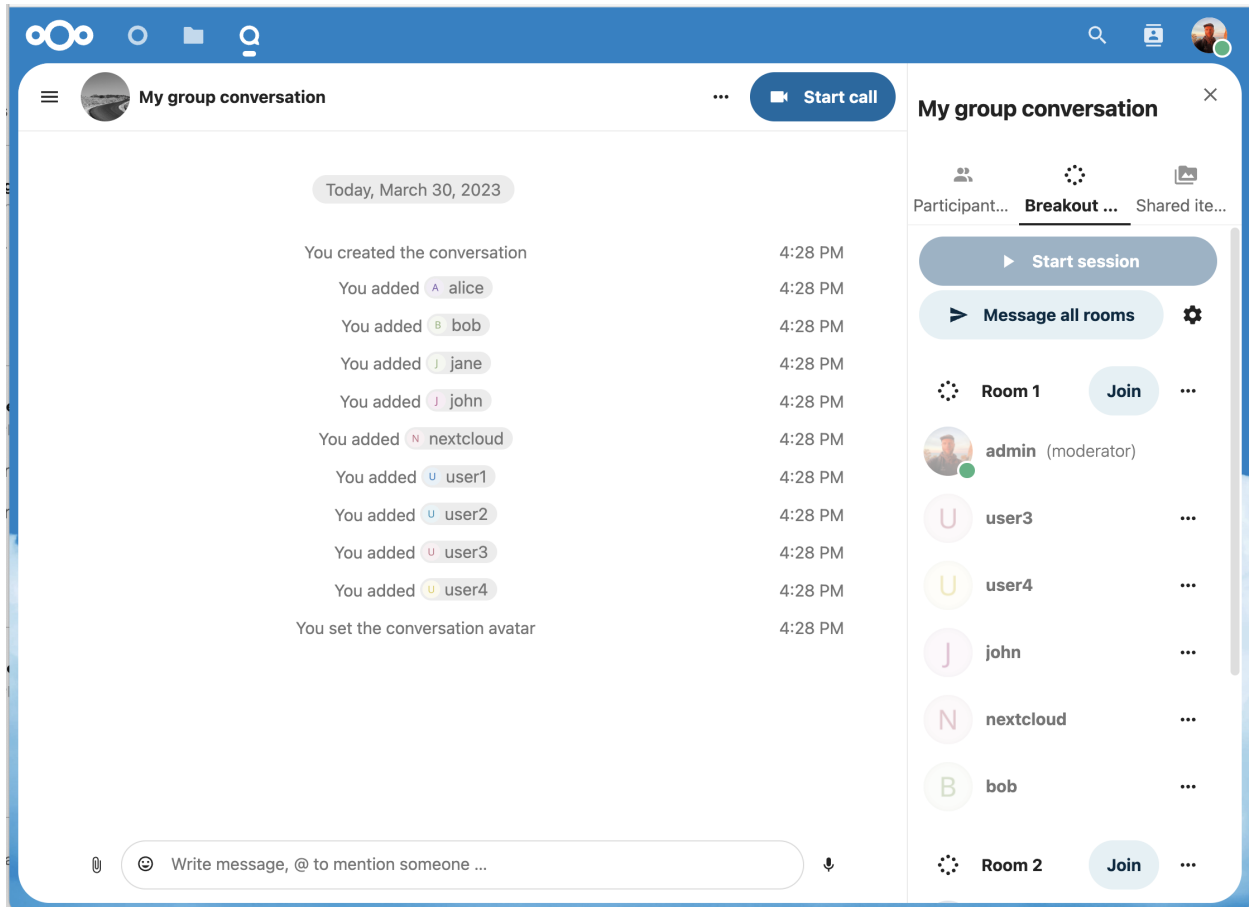 My group conversation
Start call
Today, March 30, 2023
You created the conversation 4:28 PM
You added A alice 4:28 PM
You added B bob 4:28 PM
You added J jane 4:28 PM
You added J john 4:28 PM
You added N nextcloud 4:28 PM
You added U user1 4:28 PM
You added U user2 4:28 PM
You added U user3 4:28 PM
You added U user4 4:28 PM
You set the conversation avatar 4:28 PM
Write message, @ to mention someone ...
My group conversation
Participant... Breakout ... Shared ite...
Start session
Message all rooms
Room 1 Join
admin (moderator)
U user3
U user4
J john
N nextcloud
B bob
Room 2 Join